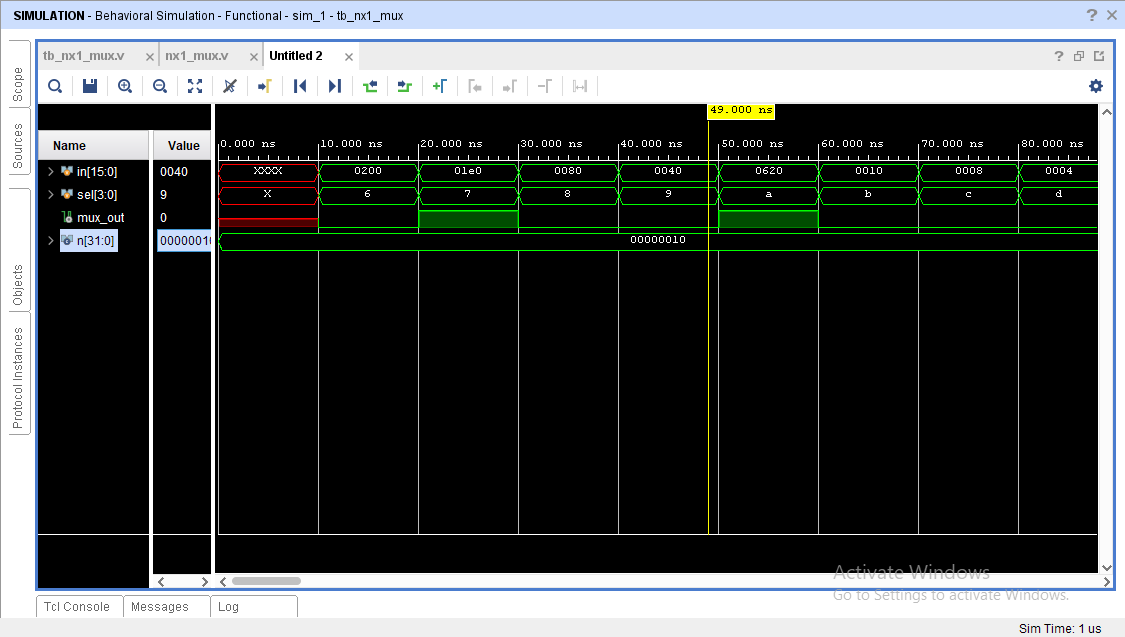 SIMULATION - Behavioral Simulation - Functional - sim_1 - tb_nx1_mux
tb_nx1_mux.v
nx1_mux.v
Untitled 2
Scope
Sources
Objects
Protocol Instances
49.000 ns
Name Value
0.000 ns 10.000 ns 20.000 ns 30.000 ns 40.000 ns 50.000 ns 60.000 ns 70.000 ns 80.000 ns
in[15:0] 0040 XXXX 0200 01e0 0080 0040 0620 0010 0008 0004
sel[3:0] 9 X 6 7 8 9 a b c d
mux_out 0
n[31:0] 00000010 00000010
Activate Windows
Go to Settings to activate Windows.
Tcl Console Messages Log
Sim Time: 1 us